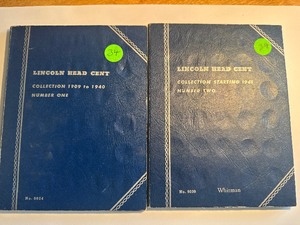 34
LINCOLN HEAD CENT
COLLECTION 1909 to 1940
NUMBER ONE
LINCOLN HEAD CENT
COLLECTION STARTING 1941
NUMBER TWO
Whitman